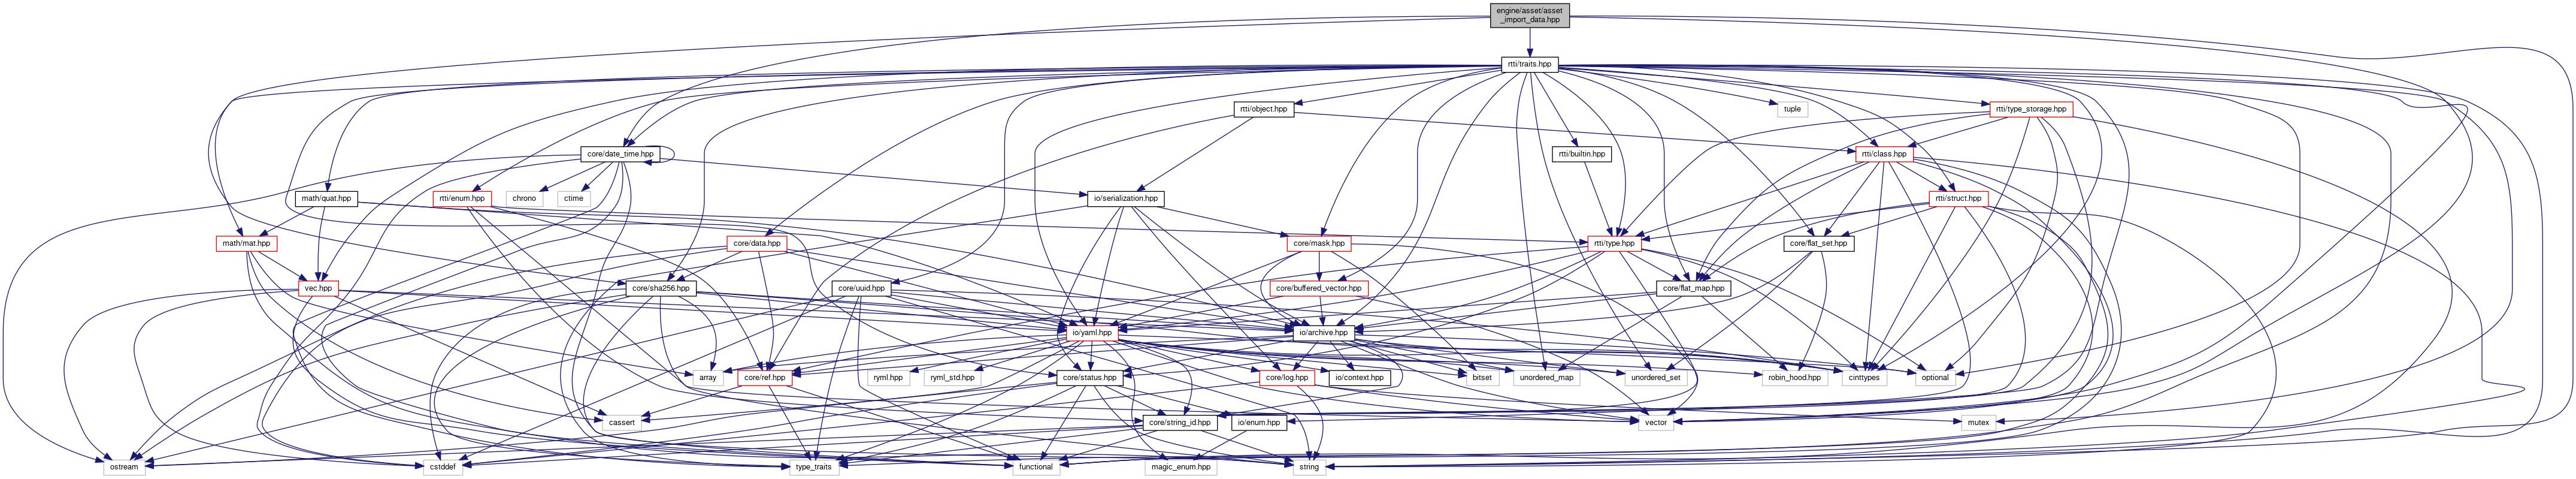 engine/asset/asset
_import_data.hpp
rtti/traits.hpp
rtti/object.hpp
tuple
rtti/type_storage.hpp
core/date_time.hpp
rtti/builtin.hpp
rtti/class.hpp
math/quat.hpp
rtti/enum.hpp
chrono
ctime
io/serialization.hpp
rtti/struct.hpp
math/mat.hpp
core/data.hpp
core/mask.hpp
rtti/type.hpp
core/flat_set.hpp
vec.hpp
core/sha256.hpp
core/uuid.hpp
core/buffered_vector.hpp
core/flat_map.hpp
io/yaml.hpp
io/archive.hpp
array
core/ref.hpp
ryml.hpp
ryml_std.hpp
core/status.hpp
core/log.hpp
io/context.hpp
bitset
unordered_map
unordered_set
robin_hood.hpp
cinttypes
optional
cassert
core/string_id.hpp
io/enum.hpp
vector
mutex
ostream
cstddef
type_traits
functional
magic_enum.hpp
string